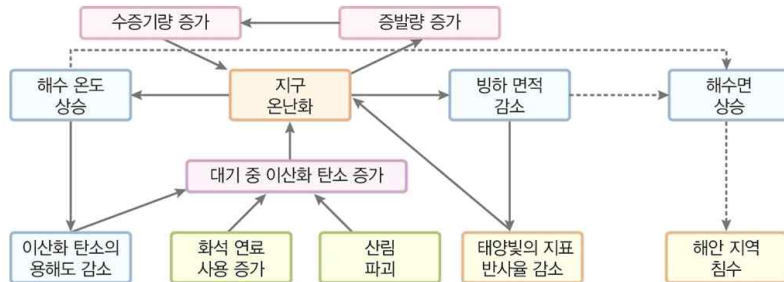 수증기량 증가
증발량 증가
해수 온도
상승
지구
온난화
빙하 면적
감소
해수면
상승
대기 중 이산화 탄소 증가
이산화 탄소의
용해도 감소
화석 연료
사용 증가
산림
파괴
태양빛의 지표
반사율 감소
해안 지역
침수